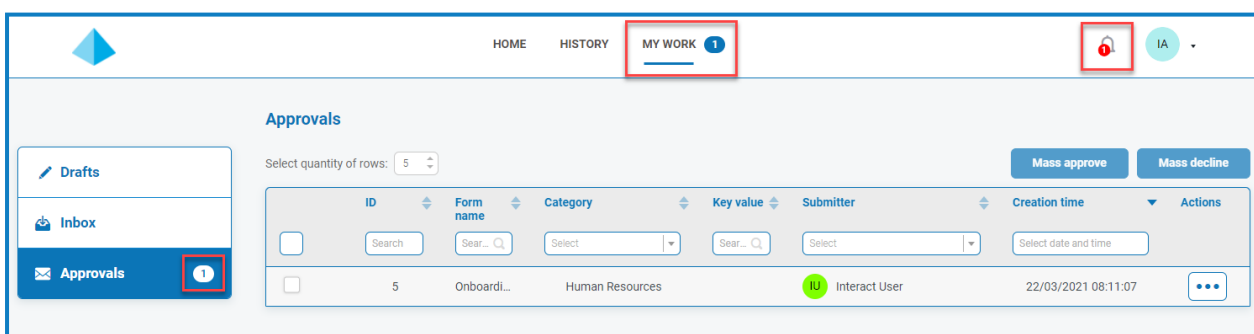 HOME HISTORY MY WORK 1 1 IA
Approvals
Select quantity of rows: 5 Mass approve Mass decline
Drafts
ID Form name Category Key value Submitter Creation time Actions
Inbox
Search Sear... Select Sear... Select Select date and time
Approvals 1
5 Onboardi... Human Resources IU Interact User 22/03/2021 08:11:07